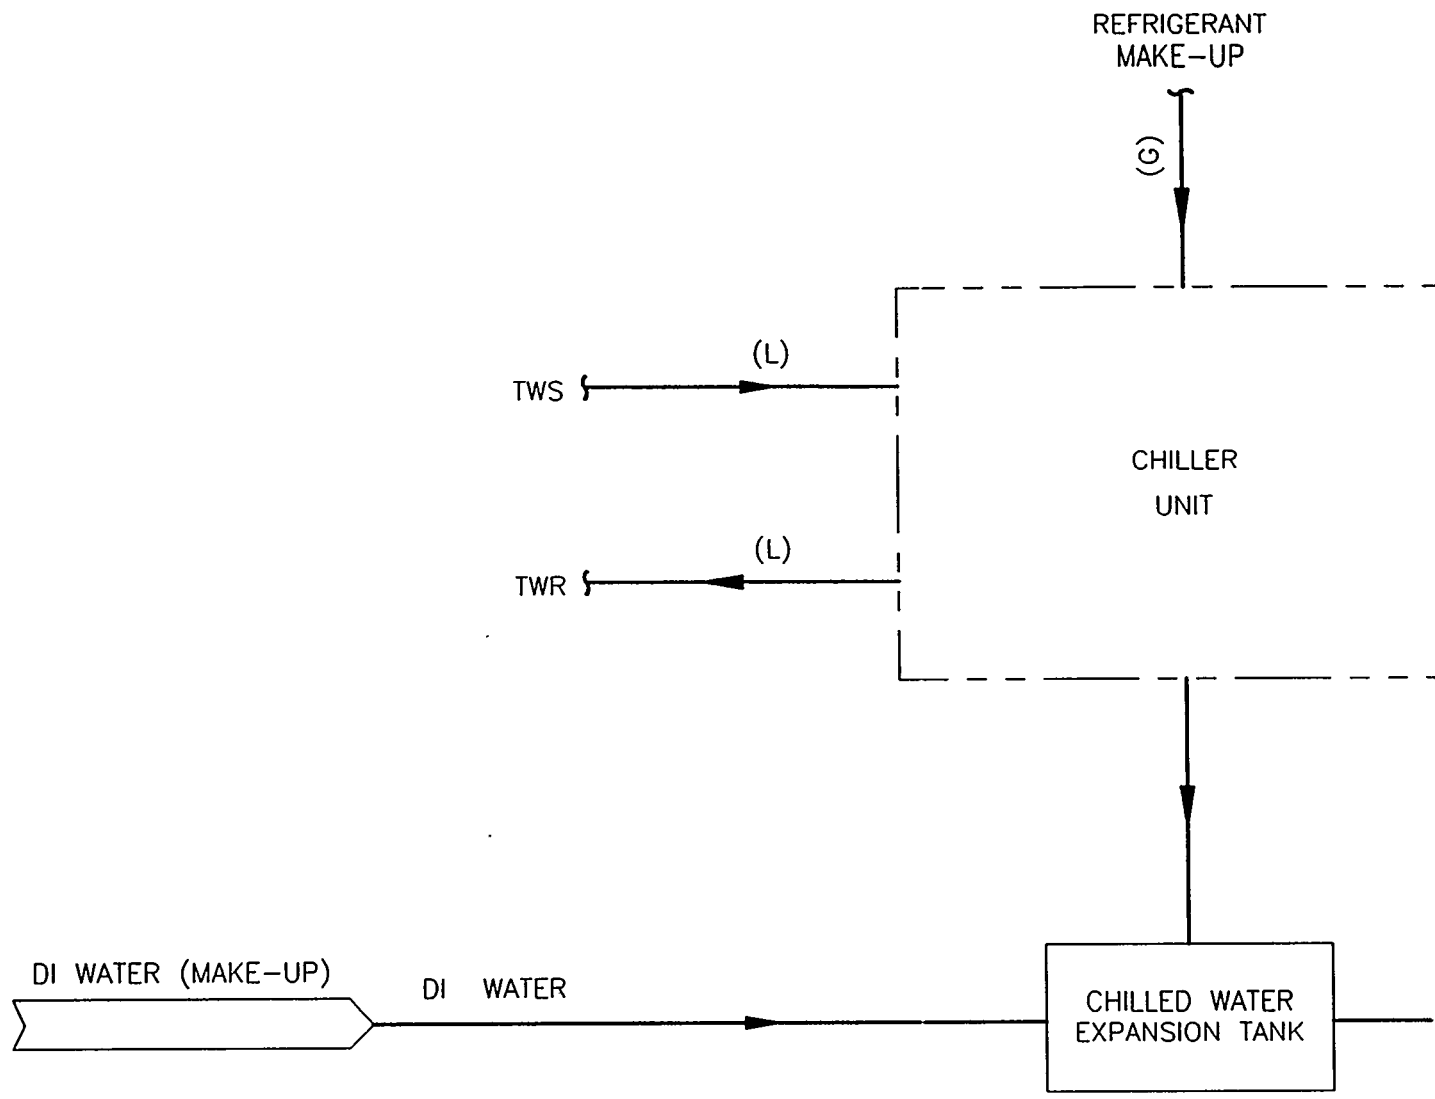 REFRIGERANT
MAKE-UP
(G)
(L)
TWS
CHILLER
UNIT
(L)
TWR
DI WATER (MAKE-UP)
DI WATER
CHILLED WATER
EXPANSION TANK